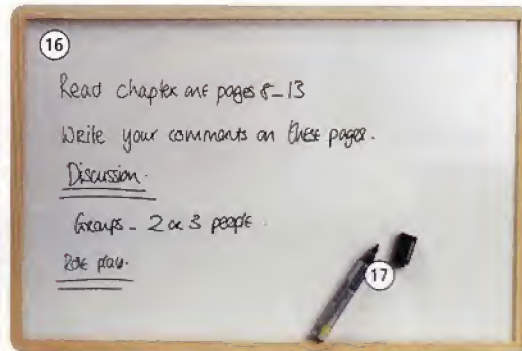 16
Read chapter one pages 8-13
Write your comments on these pages.
Discussion.
Groups - 2 or 3 people.
Role play.
17